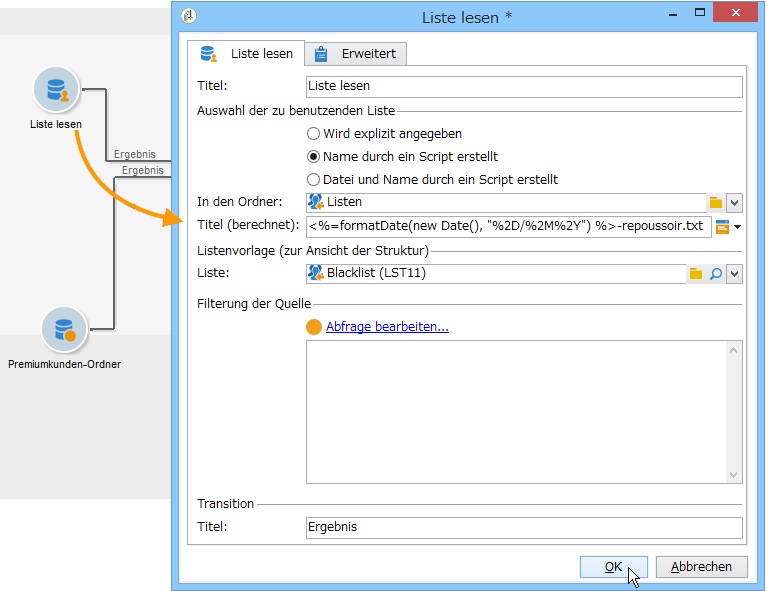 Liste lesen *
Liste lesen
Erweitert
Titel:
Liste lesen
Auswahl der zu benutzenden Liste
Wird explizit angegeben
Name durch ein Script erstellt
Datei und Name durch ein Script erstellt
In den Ordner:
Listen
Titel (berechnet):
<%=formatDate(new Date(), "%2D/%2M%2Y") %>-repoussoir.txt
Listenvorlage (zur Ansicht der Struktur)
Liste:
Blacklist (LST11)
Filterung der Quelle
Abfrage bearbeiten...
Transition
Titel:
Ergebnis
OK
Abbrechen
Liste lesen
Ergebnis
Ergebnis
Premiumkunden-Ordner